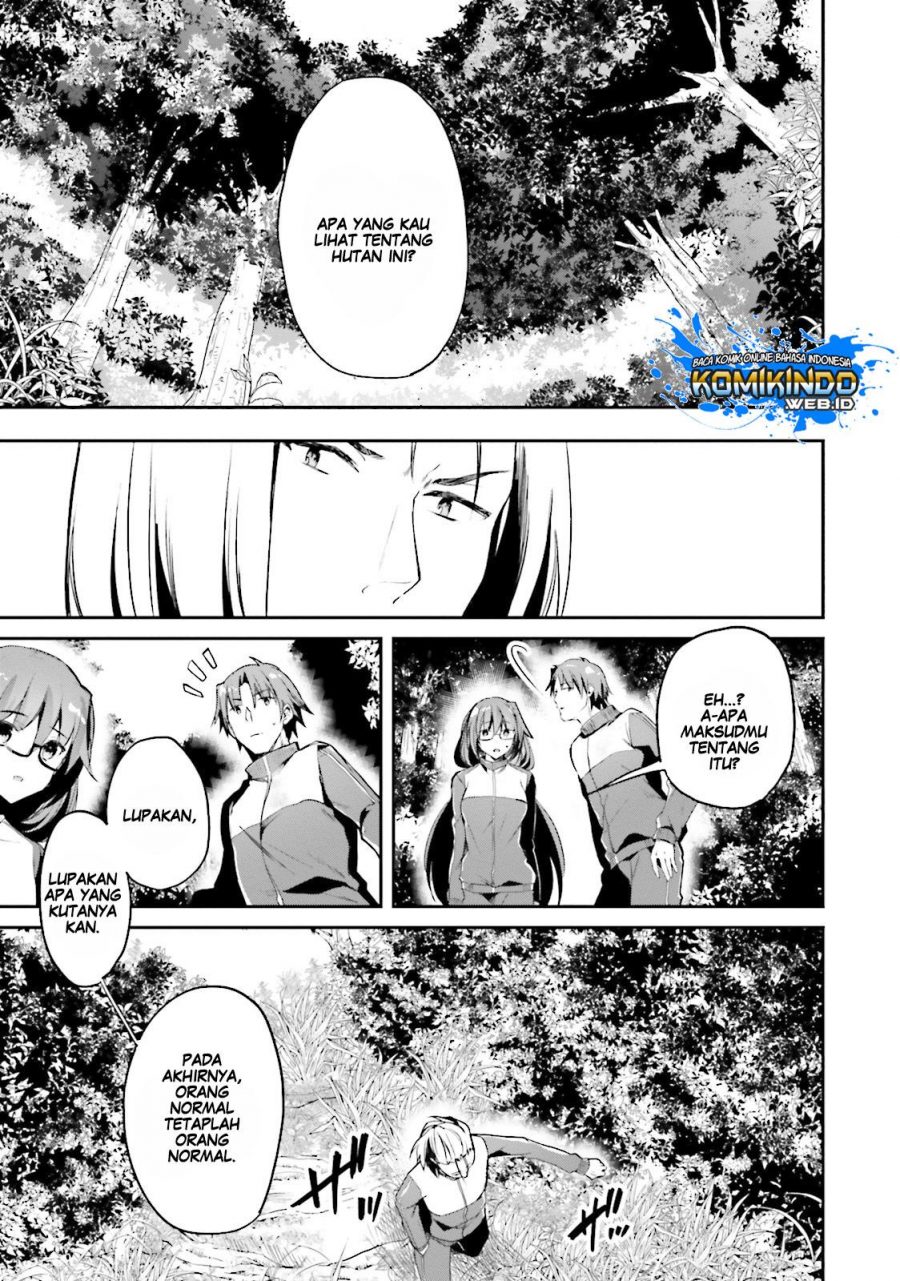 APA YANG KAU
LIHAT TENTANG
HUTAN INI?
BACA KOMIK ONLINE BAHASA INDONESIA
KOMIKINDO
.WEB.ID
EH...?
A-APA
MAKSUDMU
TENTANG
ITU?
LUPAKAN,
LUPAKAN
APA YANG
KUTANYA
KAN.
PADA
AKHIRNYA,
ORANG
NORMAL
TETAPLAH
ORANG
NORMAL.